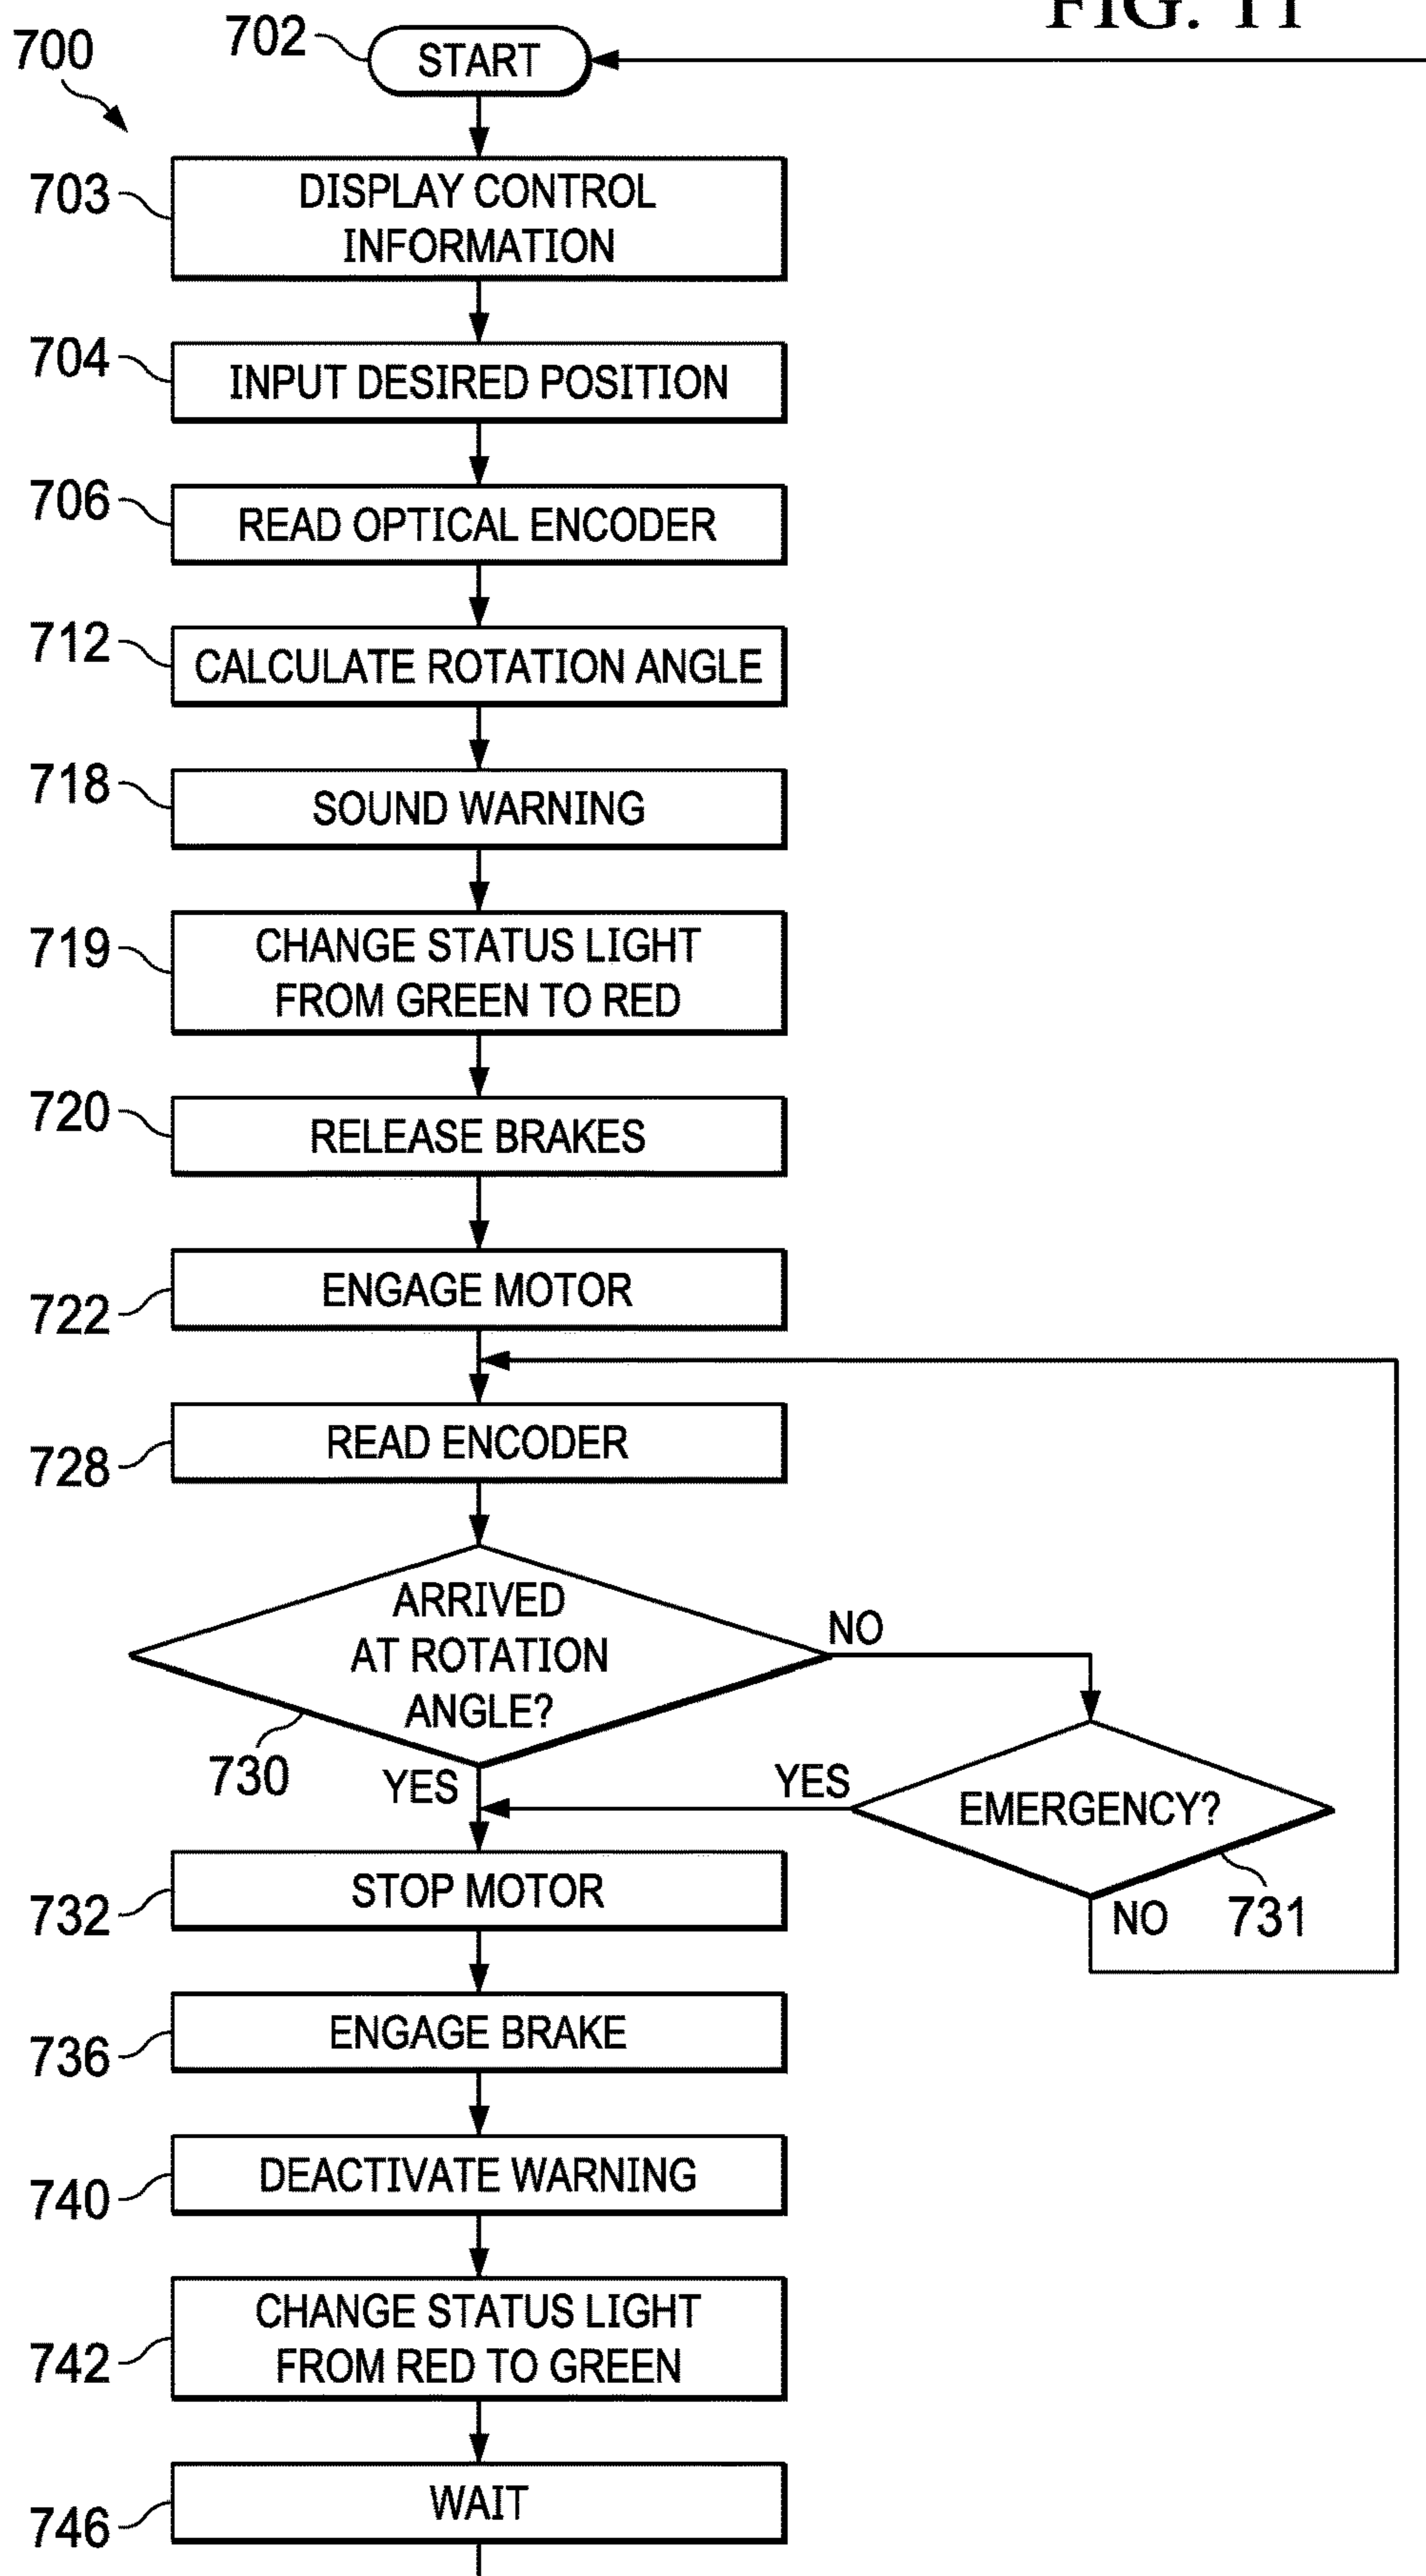 FIG. 11
700
702
START
703
DISPLAY CONTROL
INFORMATION
704
INPUT DESIRED POSITION
706
READ OPTICAL ENCODER
712
CALCULATE ROTATION ANGLE
718
SOUND WARNING
719
CHANGE STATUS LIGHT
FROM GREEN TO RED
720
RELEASE BRAKES
722
ENGAGE MOTOR
728
READ ENCODER
ARRIVED
AT ROTATION
ANGLE?
NO
730
YES
YES
EMERGENCY?
731
NO
732
STOP MOTOR
736
ENGAGE BRAKE
740
DEACTIVATE WARNING
742
CHANGE STATUS LIGHT
FROM RED TO GREEN
746
WAIT